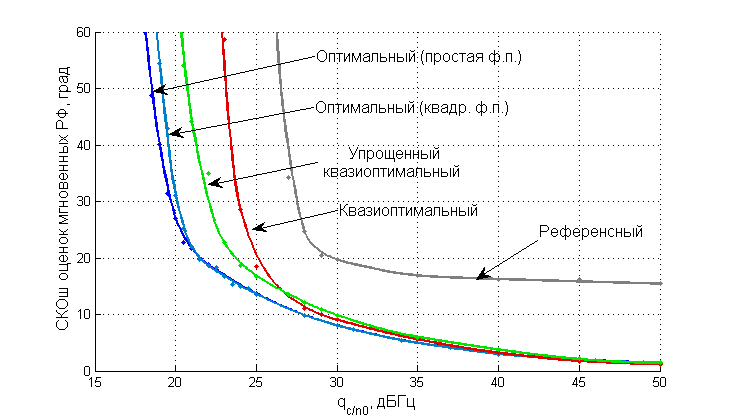 60
50
40
30
20
10
0
СКОш оценок мгновенных РФ, град
Оптимальный (простая ф.п.)
Оптимальный (квадр. ф.п.)
Упрощенный
квазиоптимальный
Квазиоптимальный
Референсный
15 20 25 30 35 40 45 50
q_c/n0, дБГц